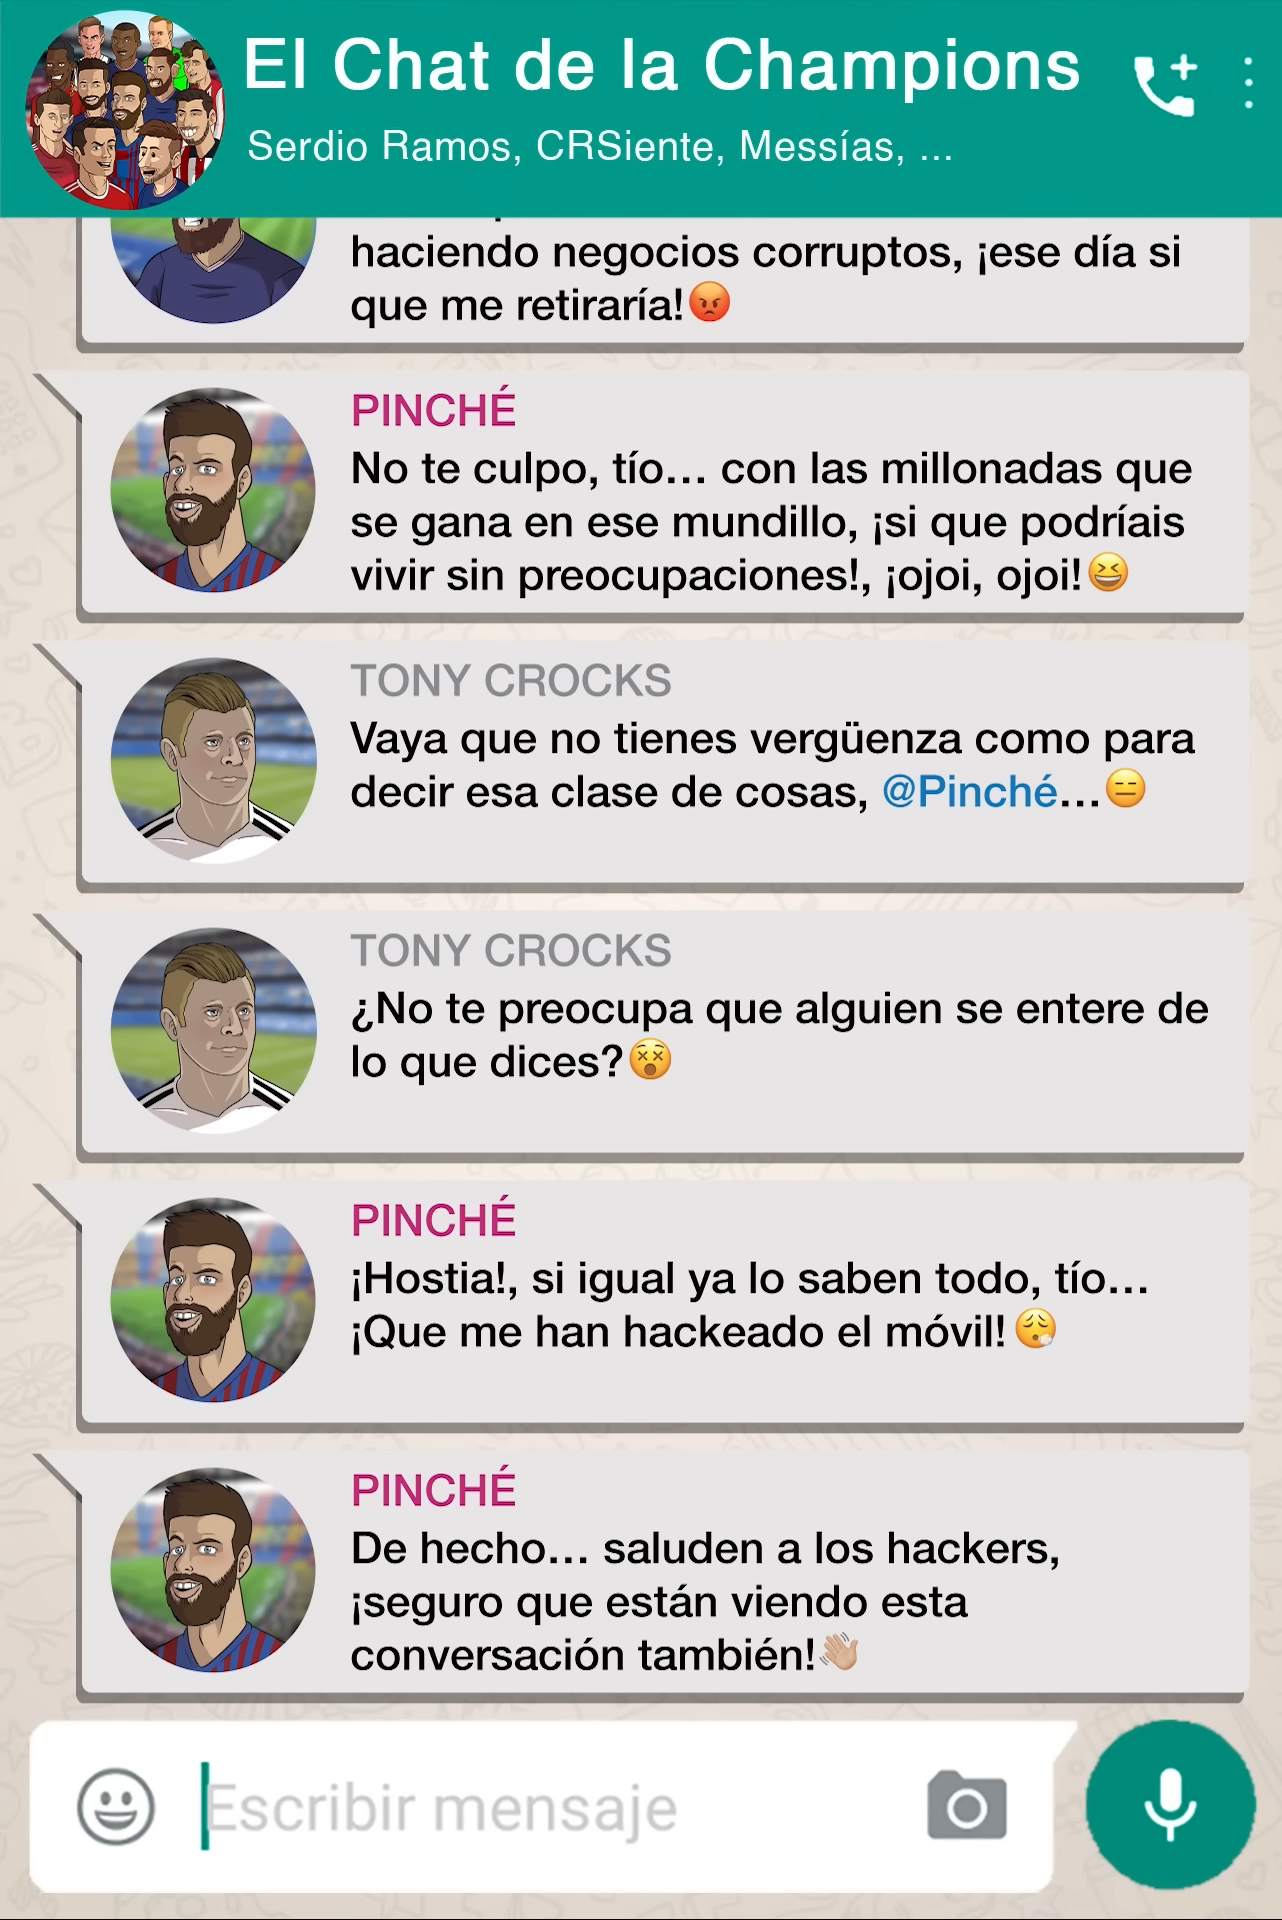 El Chat de la Champions
Serdio Ramos, CRSiente, Messías, ...
haciendo negocios corruptos, ¡ese día si
que me retiraría!😡
PINCHÉ
No te culpo, tío... con las millonadas que
se gana en ese mundillo, ¡si que podríais
vivir sin preocupaciones!, ¡ojoi, ojoi!😆
TONY CROCKS
Vaya que no tienes vergüenza como para
decir esa clase de cosas, @Pinché...😑
TONY CROCKS
¿No te preocupa que alguien se entere de
lo que dices?😵
PINCHÉ
¡Hostia!, si igual ya lo saben todo, tío...
¡Que me han hackeado el móvil!😮‍💨
PINCHÉ
De hecho... saluden a los hackers,
¡seguro que están viendo esta
conversación también!👋🏼
Escribir mensaje